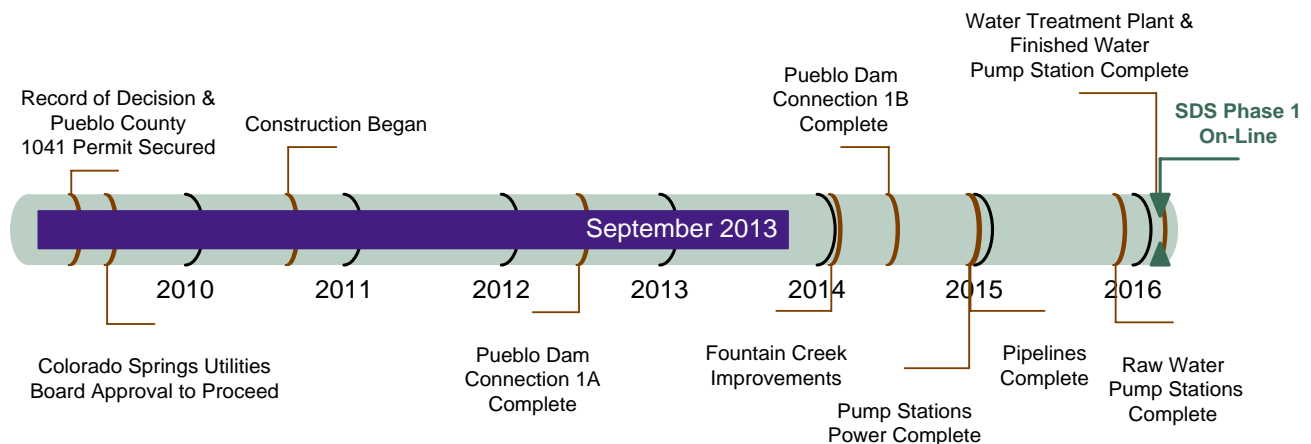 Water Treatment Plant &
Finished Water
Pump Station Complete
Pueblo Dam
Connection 1B
Complete
Record of Decision &
Pueblo County
1041 Permit Secured
Construction Began
SDS Phase 1
On-Line
September 2013
2010
2011
2012
2013
2014
2015
2016
Colorado Springs Utilities
Board Approval to Proceed
Pueblo Dam
Connection 1A
Complete
Fountain Creek
Improvements
Pump Stations
Power Complete
Pipelines
Complete
Raw Water
Pump Stations
Complete